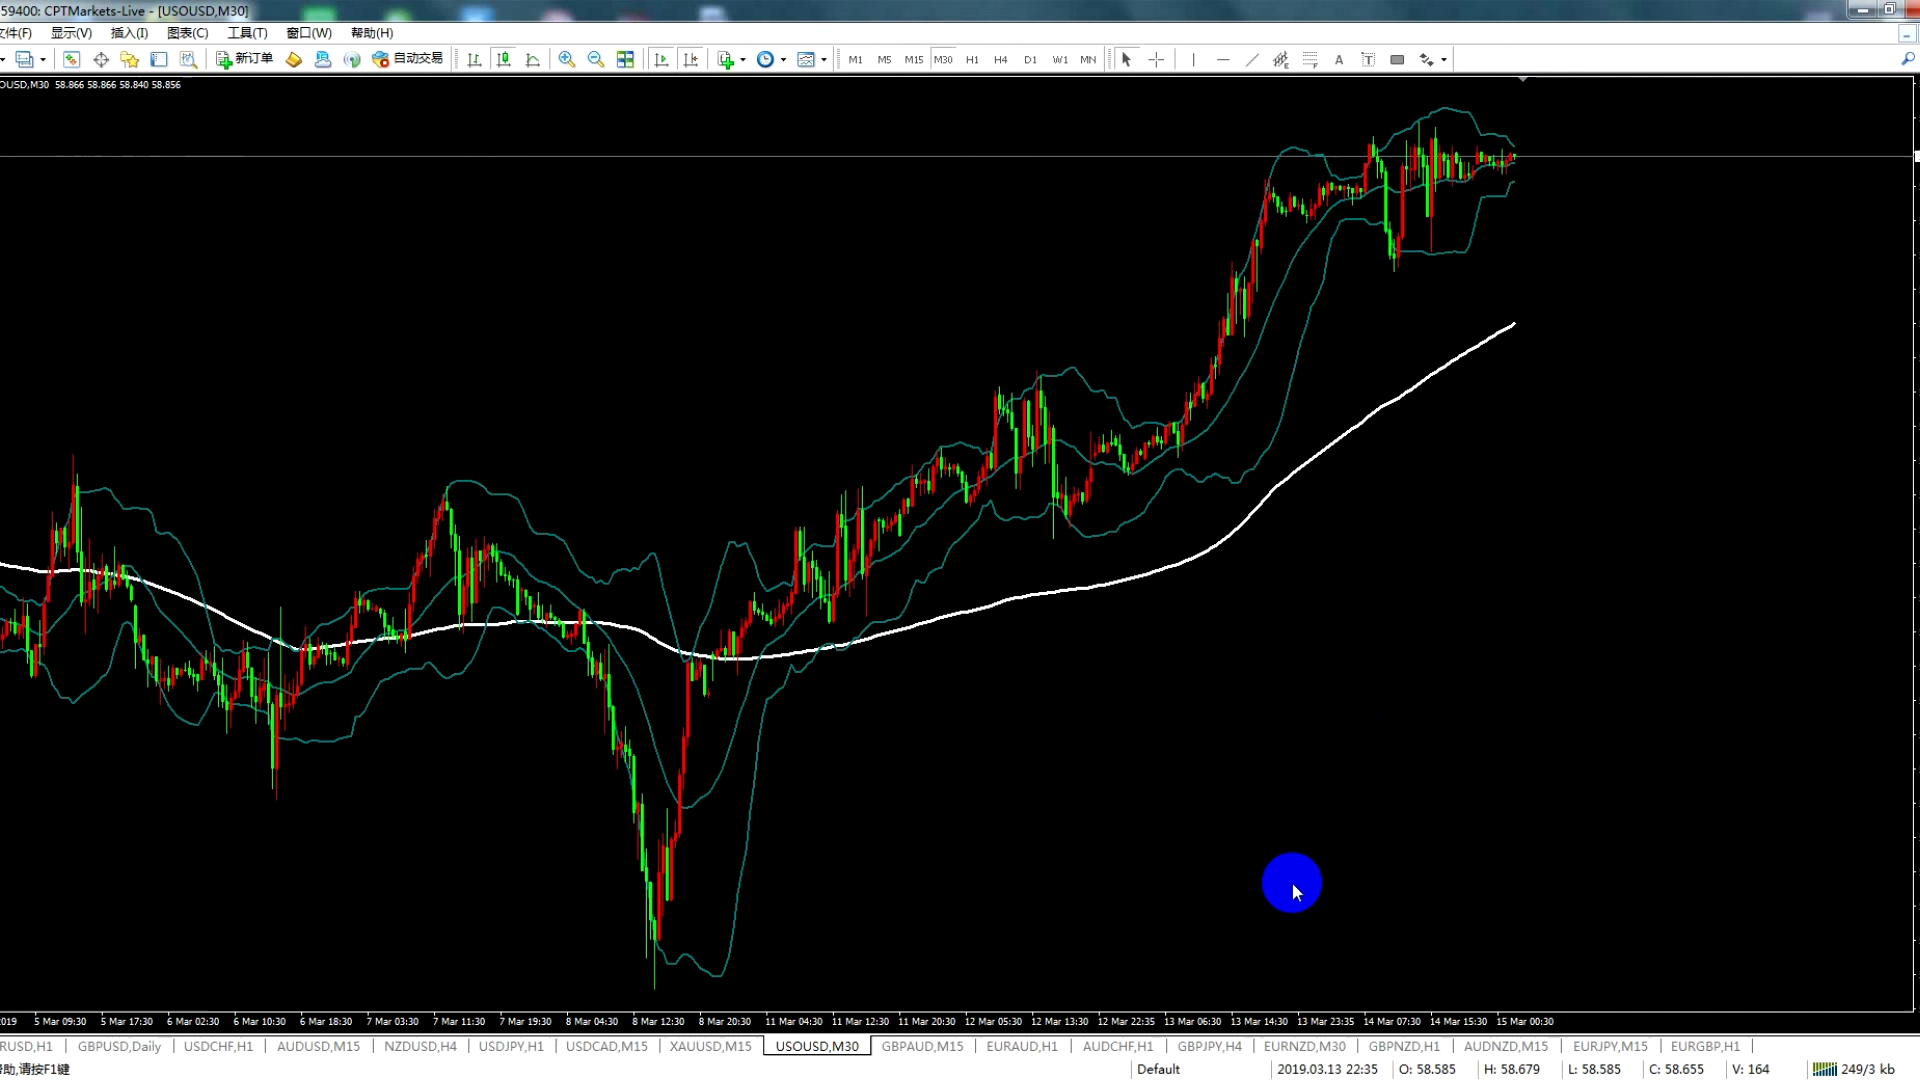 59400: CPTMarkets-Live - [USOUSD,M30]
文件(F) 显示(V) 插入(I) 图表(C) 工具(T) 窗口(W) 帮助(H)
新订单 自动交易 M1 M5 M15 M30 H1 H4 D1 W1 MN A T
OUSD,M30 58.866 58.866 58.840 58.856
2019 5 Mar 09:30 5 Mar 17:30 6 Mar 02:30 6 Mar 10:30 6 Mar 18:30 7 Mar 03:30 7 Mar 11:30 7 Mar 19:30 8 Mar 04:30 8 Mar 12:30 8 Mar 20:30 11 Mar 04:30 11 Mar 12:30 11 Mar 20:30 12 Mar 05:30 12 Mar 13:30 12 Mar 22:35 13 Mar 06:30 13 Mar 14:30 13 Mar 23:35 14 Mar 07:30 14 Mar 15:30 15 Mar 00:30
RUSD,H1 GBPUSD,Daily USDCHF,H1 AUDUSD,M15 NZDUSD,H4 USDJPY,H1 USDCAD,M15 XAUUSD,M15 USOUSD,M30 GBPAUD,M15 EURAUD,H1 AUDCHF,H1 GBPJPY,H4 EURNZD,M30 GBPNZD,H1 AUDNZD,M15 EURJPY,M15 EURGBP,H1
帮助,请按F1键 Default 2019.03.13 22:35 O: 58.585 H: 58.679 L: 58.585 C: 58.655 V: 164 249/3 kb